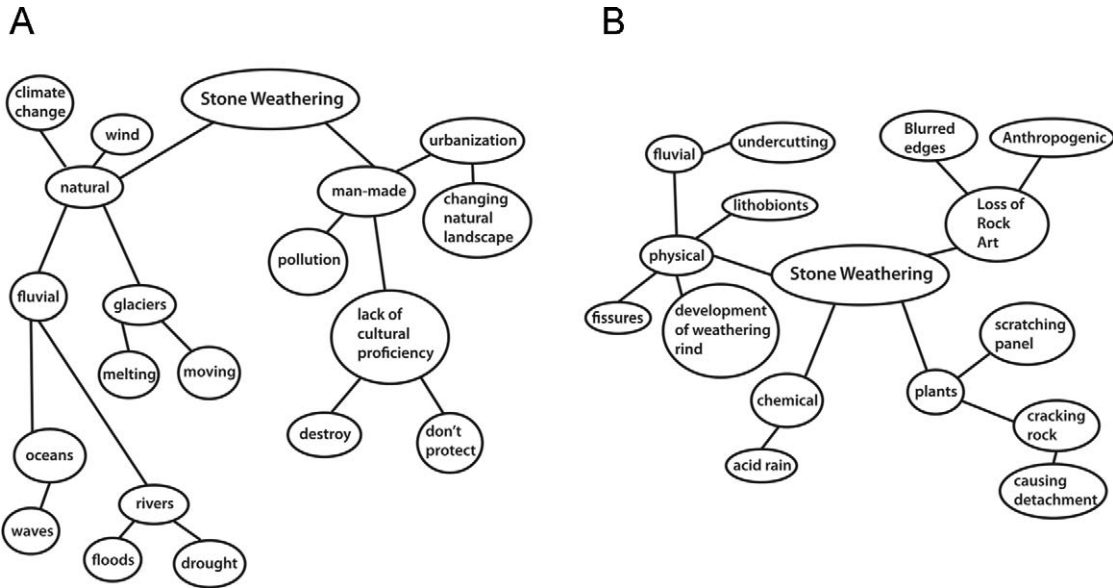 A
Stone Weathering
climate
change
wind
natural
fluvial
glaciers
melting
moving
oceans
waves
rivers
floods
drought
man-made
urbanization
changing
natural
landscape
pollution
lack of
cultural
proficiency
destroy
don't
protect
B
Stone Weathering
fluvial
undercutting
lithobionts
physical
fissures
development
of weathering
rind
Blurred
edges
Anthropogenic
Loss of
Rock
Art
chemical
acid rain
plants
scratching
panel
cracking
rock
causing
detachment